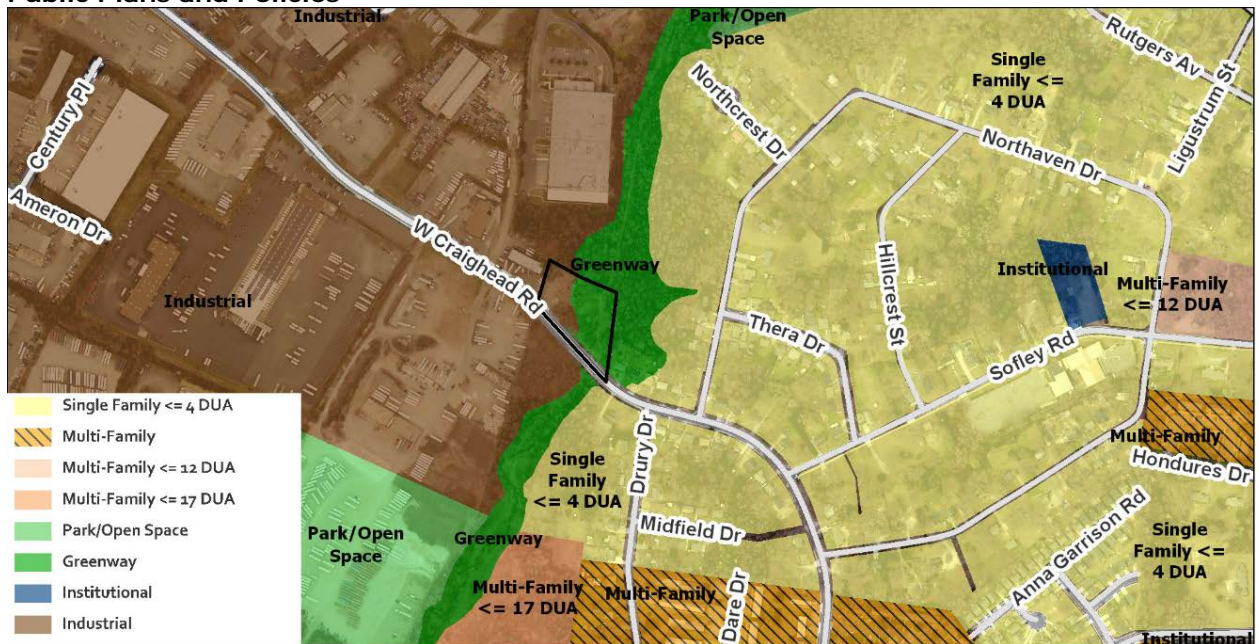 Public Plans and Policies
Industrial
Park/Open
Space
Rutgers Av
Single
Family <=
4 DUA
Ligustrum St
Century Pl
Northcrest Dr
Northaven Dr
Ameron Dr
W Craighead Rd
Greenway
Hillcrest St
Institutional
Multi-Family
<= 12 DUA
Industrial
Thera Dr
Sofley Rd
Single Family <= 4 DUA
Multi-Family
Multi-Family <= 12 DUA
Multi-Family <= 17 DUA
Park/Open Space
Greenway
Institutional
Industrial
Drury Dr
Single
Family
<= 4 DUA
Multi-Family
Hondures Dr
Park/Open
Space
Greenway
Midfield Dr
Anna Garrison Rd
Single
Family <=
4 DUA
Multi-Family
<= 17 DUA
Multi-Family
Dare Dr
Institutional